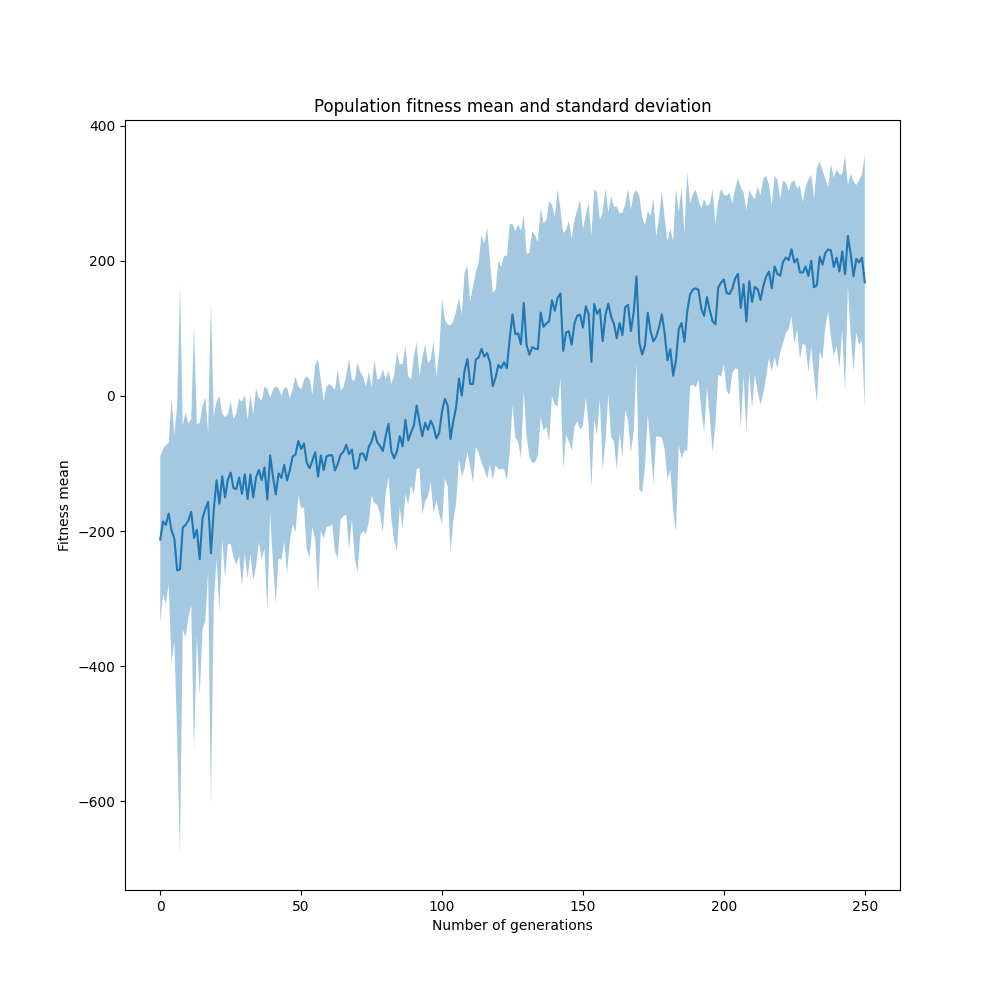 Population fitness mean and standard deviation
400
200
0
−200
−400
−600
Fitness mean
0 50 100 150 200 250
Number of generations